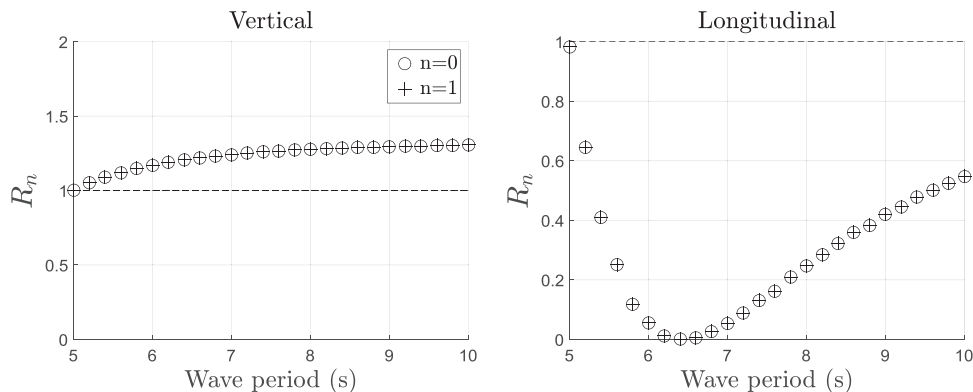 Vertical
2
1.5
1
0.5
0
5 6 7 8 9 10
R_n
Wave period (s)
n=0
n=1
Longitudinal
1
0.8
0.6
0.4
0.2
0
5 6 7 8 9 10
R_n
Wave period (s)